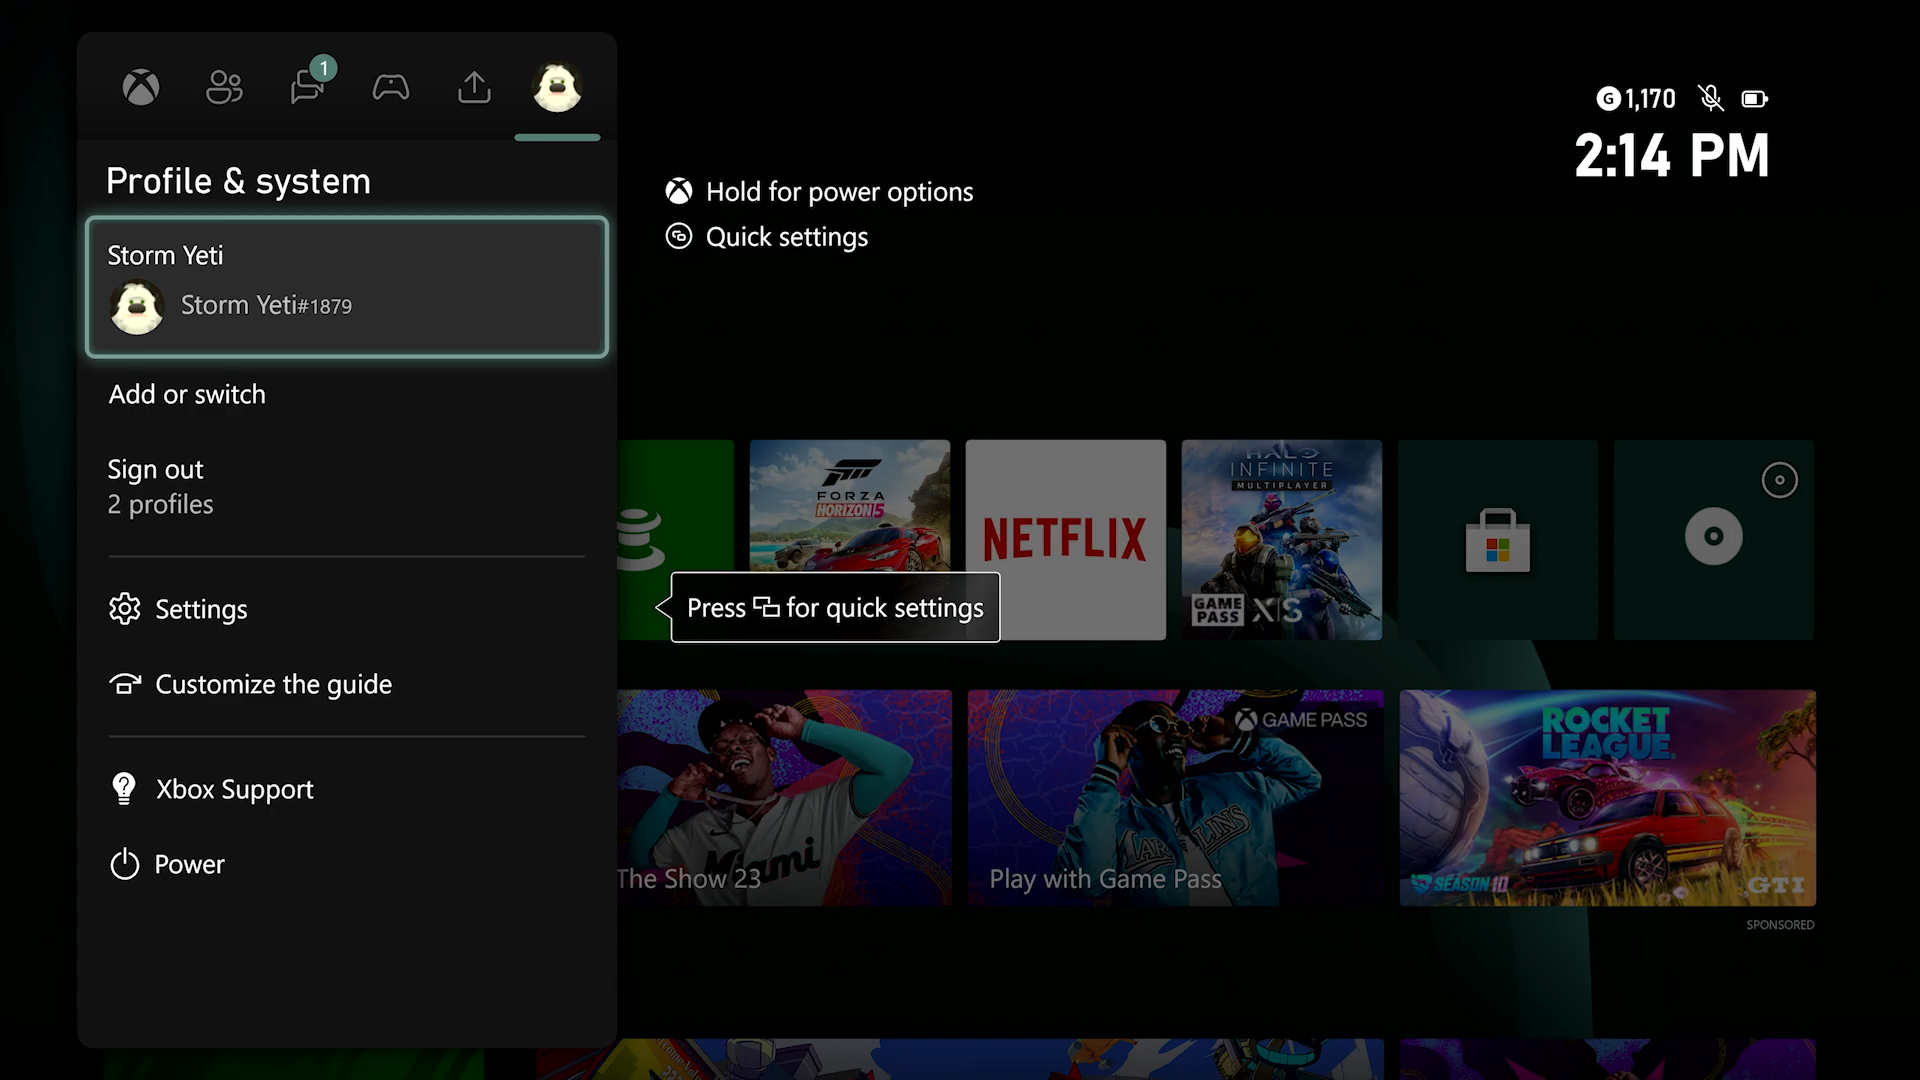 1
G 1,170
2:14 PM
Profile & system
Hold for power options
Quick settings
Storm Yeti
Storm Yeti#1879
Add or switch
Sign out
2 profiles
Settings
Customize the guide
Xbox Support
Power
FORZA
HORIZON 5
NETFLIX
HALO
INFINITE
MULTIPLAYER
GAME
PASS
X|S
Press for quick settings
Miami
The Show 23
GAME PASS
MARLINS
Play with Game Pass
ROCKET
LEAGUE
SEASON 10
GTI
SPONSORED